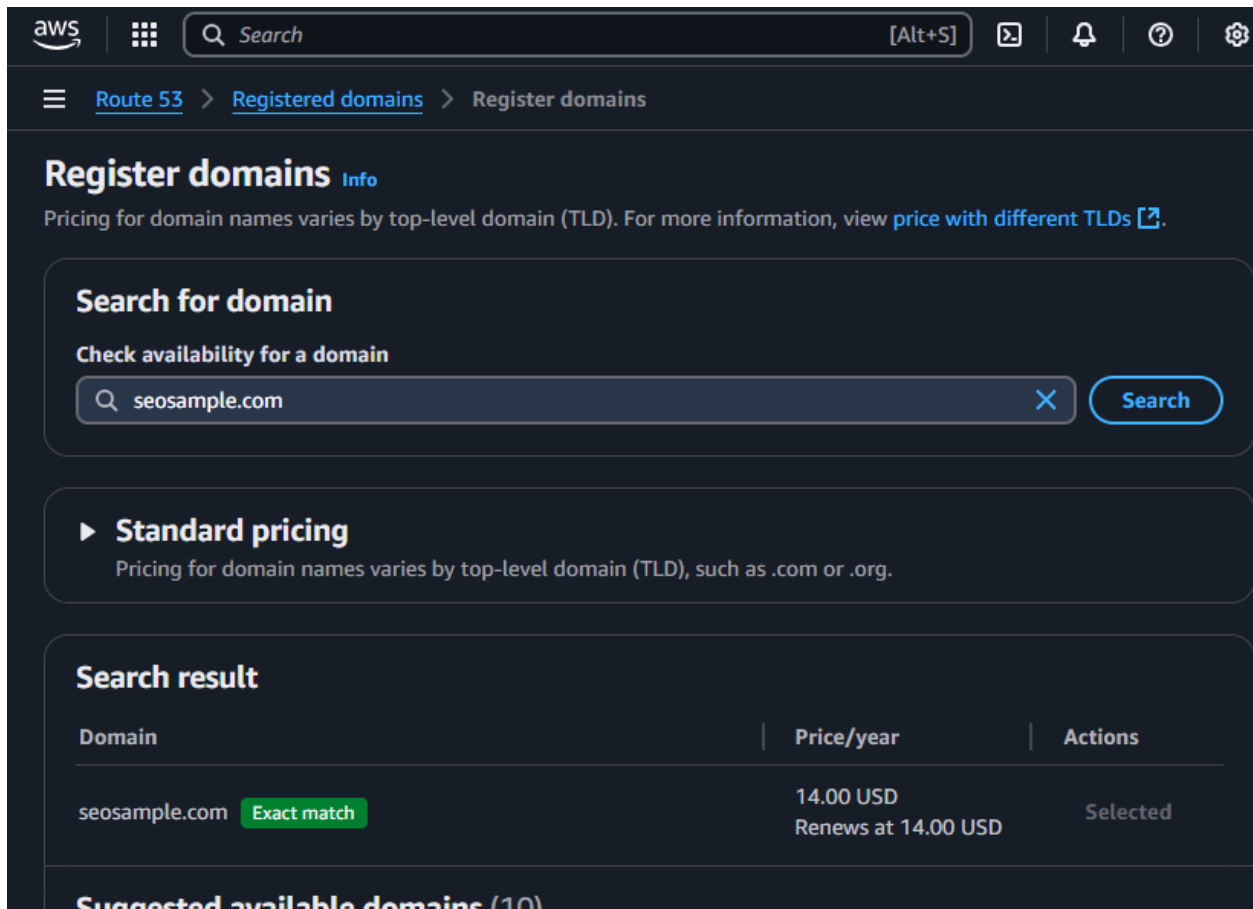 aws
Search [Alt+S]
Route 53 > Registered domains > Register domains
Register domains Info
Pricing for domain names varies by top-level domain (TLD). For more information, view price with different TLDs.
Search for domain
Check availability for a domain
seosample.com Search
Standard pricing
Pricing for domain names varies by top-level domain (TLD), such as .com or .org.
Search result
Domain Price/year Actions
seosample.com Exact match 14.00 USD Selected
Renews at 14.00 USD
Suggested available domains (10)